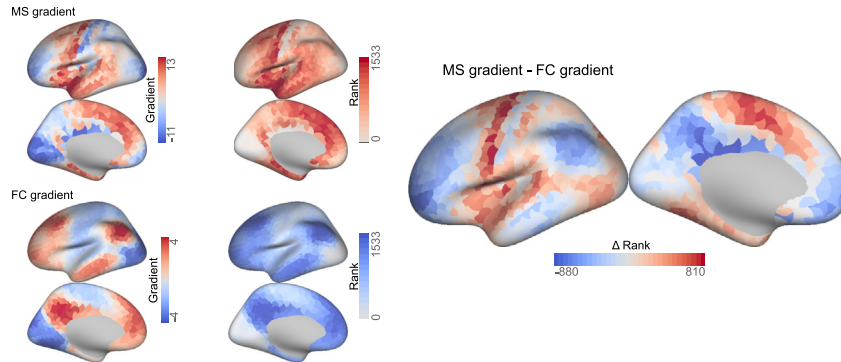 MS gradient
13
Gradient
-11
1533
Rank
0
MS gradient - FC gradient
FC gradient
4
Gradient
-4
1533
Rank
0
Δ Rank
-880
810